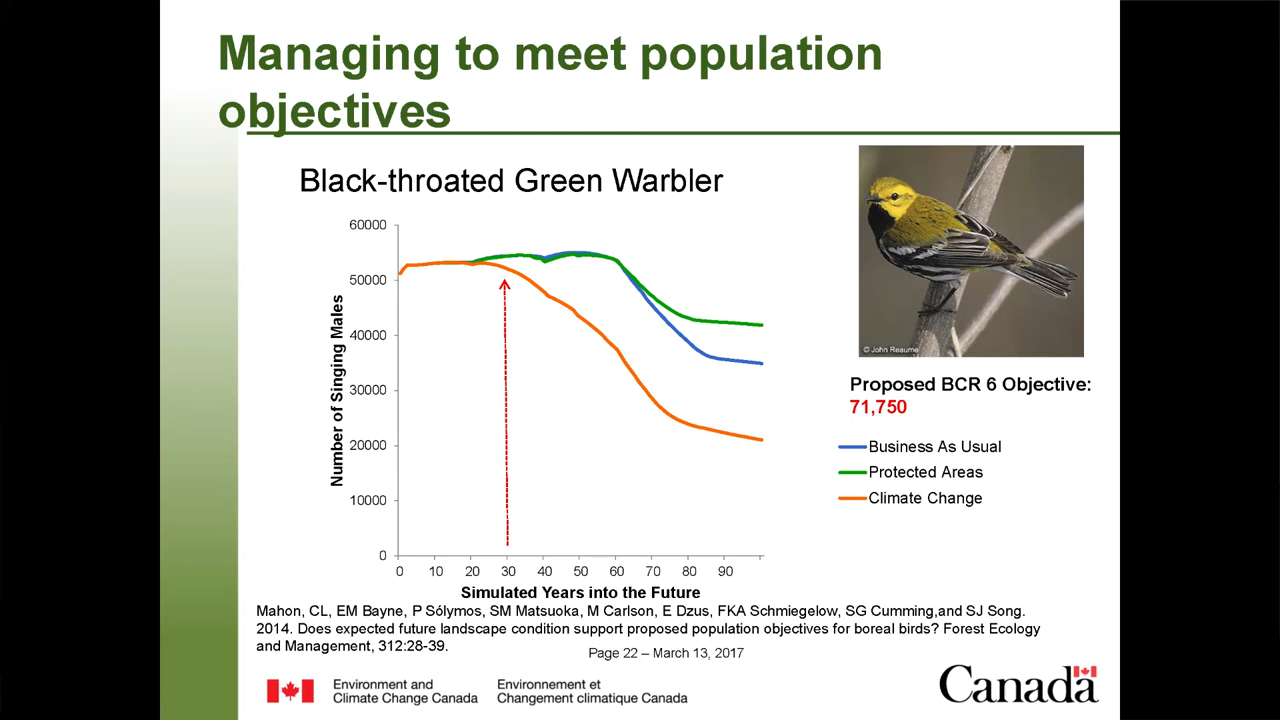 Managing to meet population
objectives
Black-throated Green Warbler
60000
50000
40000
30000
20000
10000
0
Number of Singing Males
0 10 20 30 40 50 60 70 80 90
Simulated Years into the Future
© John Reaume
Proposed BCR 6 Objective:
71,750
Business As Usual
Protected Areas
Climate Change
Mahon, CL, EM Bayne, P Sólymos, SM Matsuoka, M Carlson, E Dzus, FKA Schmiegelow, SG Cumming,and SJ Song.
2014. Does expected future landscape condition support proposed population objectives for boreal birds? Forest Ecology
and Management, 312:28-39.
Page 22 – March 13, 2017
Environment and
Climate Change Canada
Environnement et
Changement climatique Canada
Canada